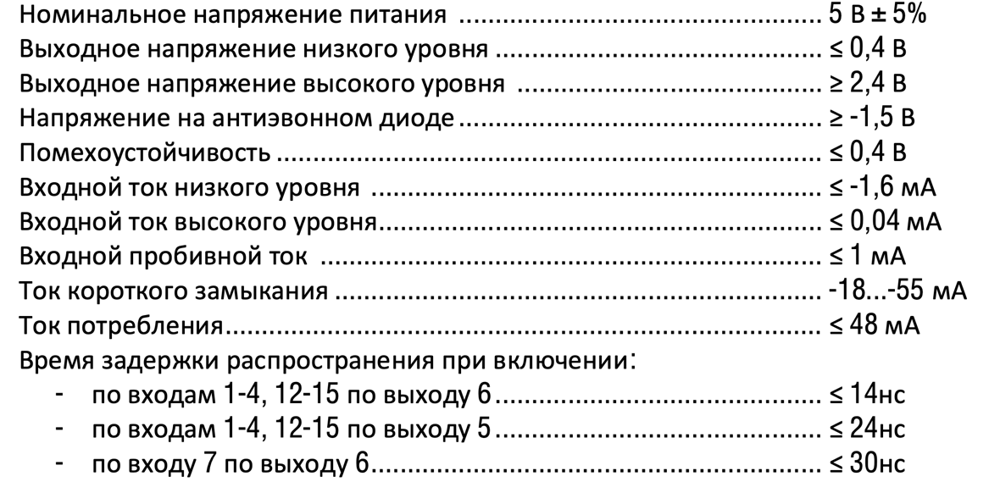 Номинальное напряжение питания ................................................ 5 В ± 5%
Выходное напряжение низкого уровня .......................................... ≤ 0,4 В
Выходное напряжение высокого уровня ........................................ ≥ 2,4 В
Напряжение на антиэвонном диоде ................................................ ≥ -1,5 В
Помехоустойчивость ........................................................................ ≤ 0,4 В
Входной ток низкого уровня ............................................................ ≤ -1,6 мА
Входной ток высокого уровня ........................................................... ≤ 0,04 мА
Входной пробивной ток .................................................................... ≤ 1 мА
Ток короткого замыкания ................................................................. -18...-55 мА
Ток потребления ............................................................................... ≤ 48 мА
Время задержки распространения при включении:
- по входам 1-4, 12-15 по выходу 6 ............................................ ≤ 14нс
- по входам 1-4, 12-15 по выходу 5 ............................................ ≤ 24нс
- по входу 7 по выходу 6 ............................................................. ≤ 30нс